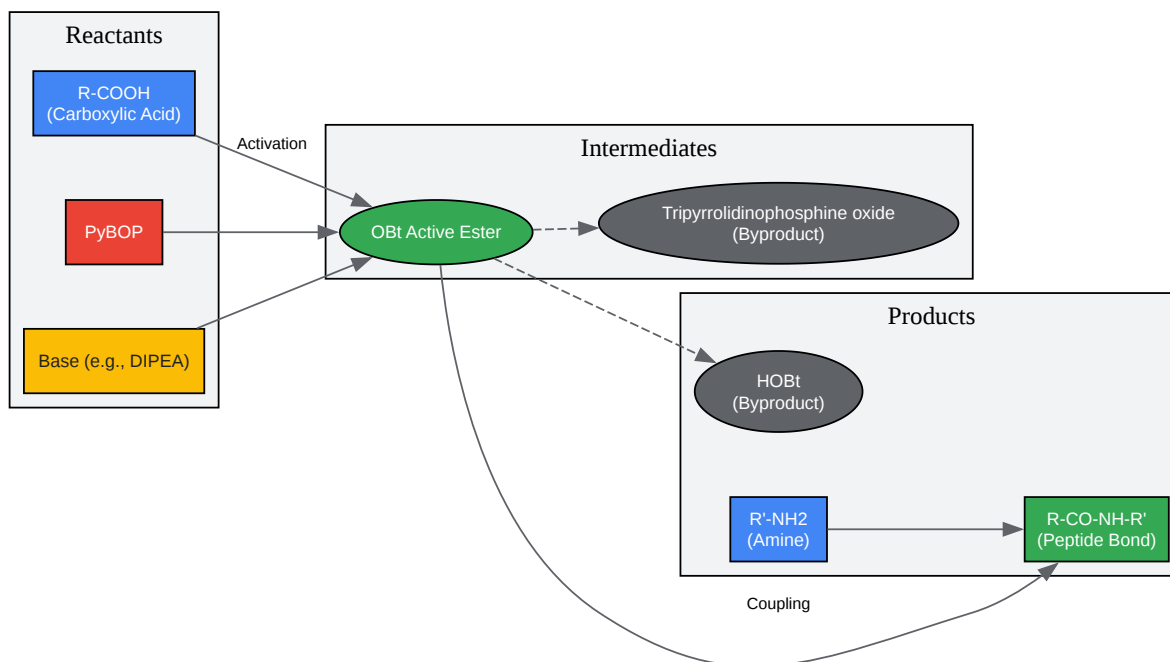 Reactants
R-COOH
(Carboxylic Acid)
Activation
PyBOP
Base (e.g., DIPEA)
Intermediates
OBt Active Ester
Tripyrrolidinophosphine oxide
(Byproduct)
Products
HOBt
(Byproduct)
R'-NH2
(Amine)
R-CO-NH-R'
(Peptide Bond)
Coupling